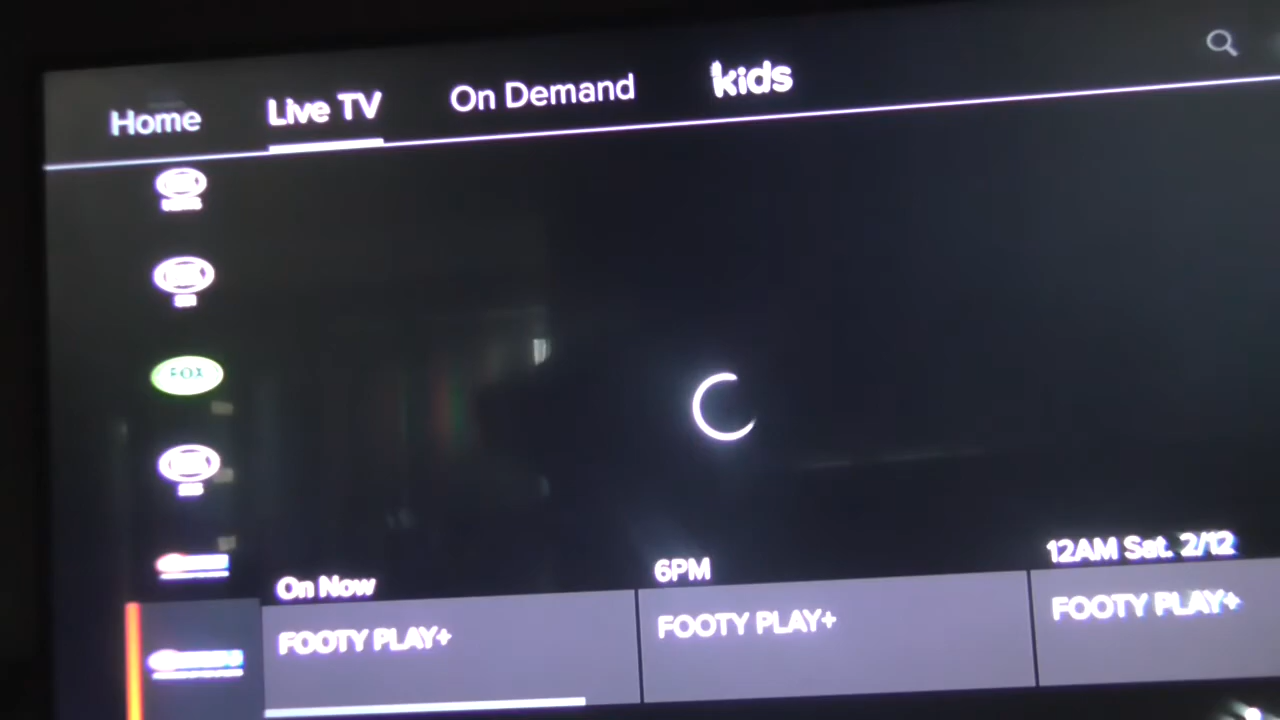 Home
Live TV
On Demand
kids
FOX
On Now
6PM
12AM Sat. 2/12
FOOTY PLAY+
FOOTY PLAY+
FOOTY PLAY+